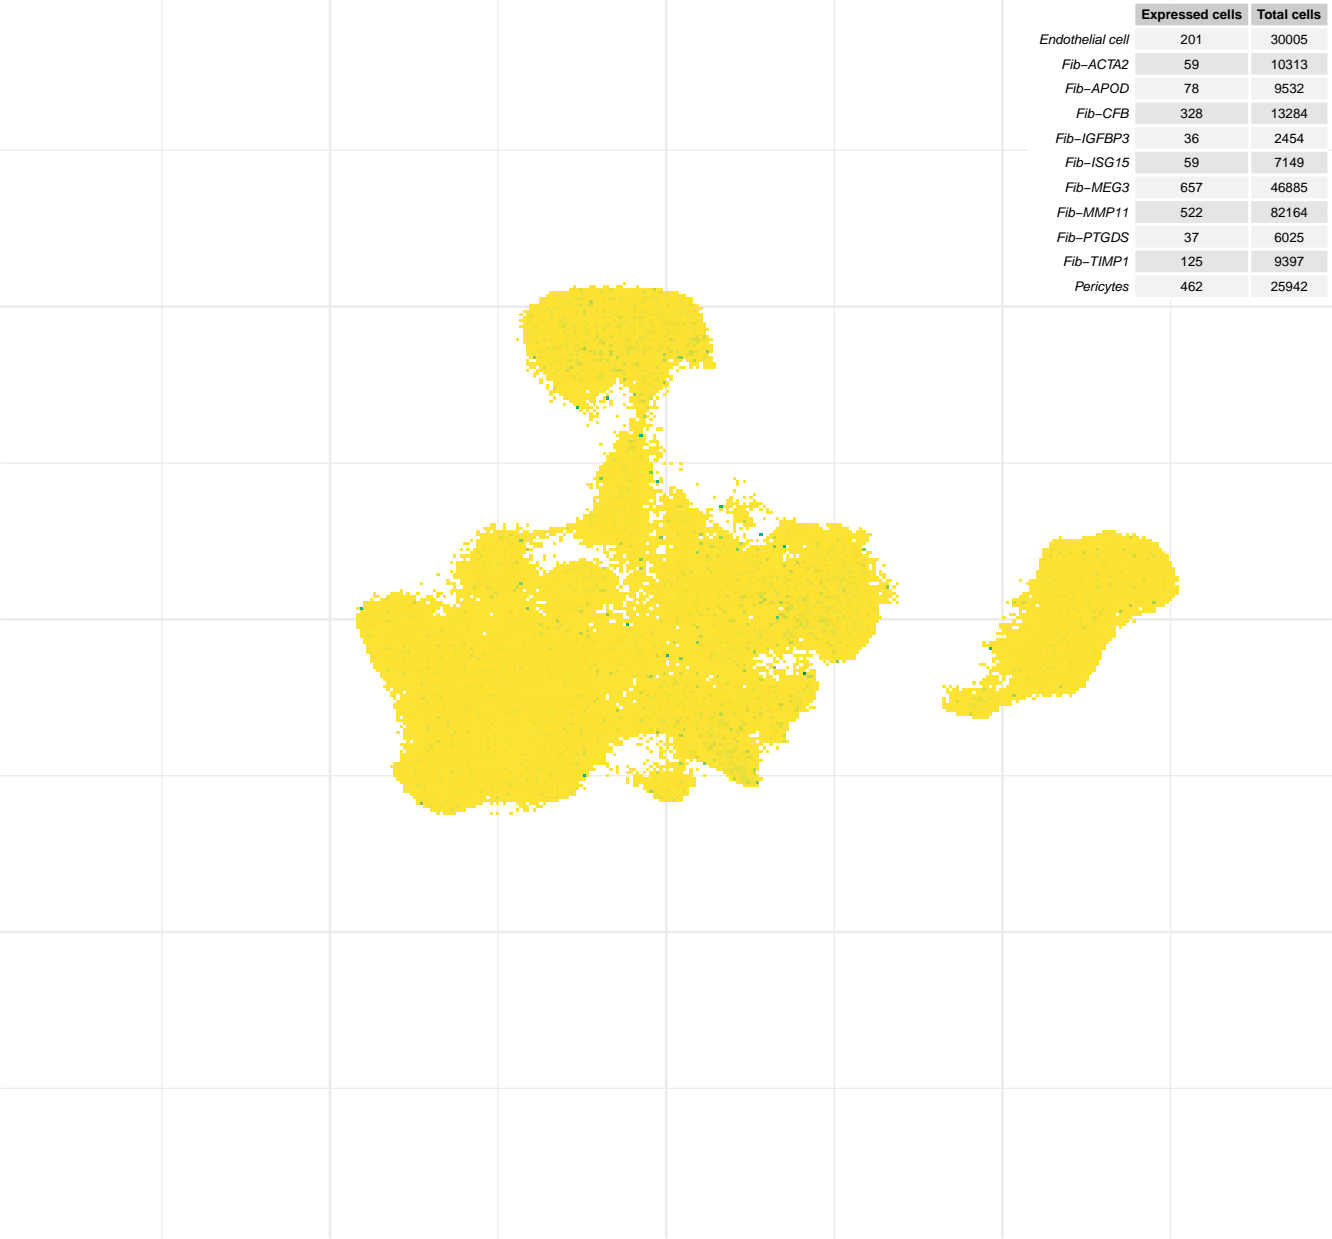 Expressed cells Total cells
Endothelial cell 201 30005
Fib−ACTA2 59 10313
Fib−APOD 78 9532
Fib−CFB 328 13284
Fib−IGFBP3 36 2454
Fib−ISG15 59 7149
Fib−MEG3 657 46885
Fib−MMP11 522 82164
Fib−PTGDS 37 6025
Fib−TIMP1 125 9397
Pericytes 462 25942